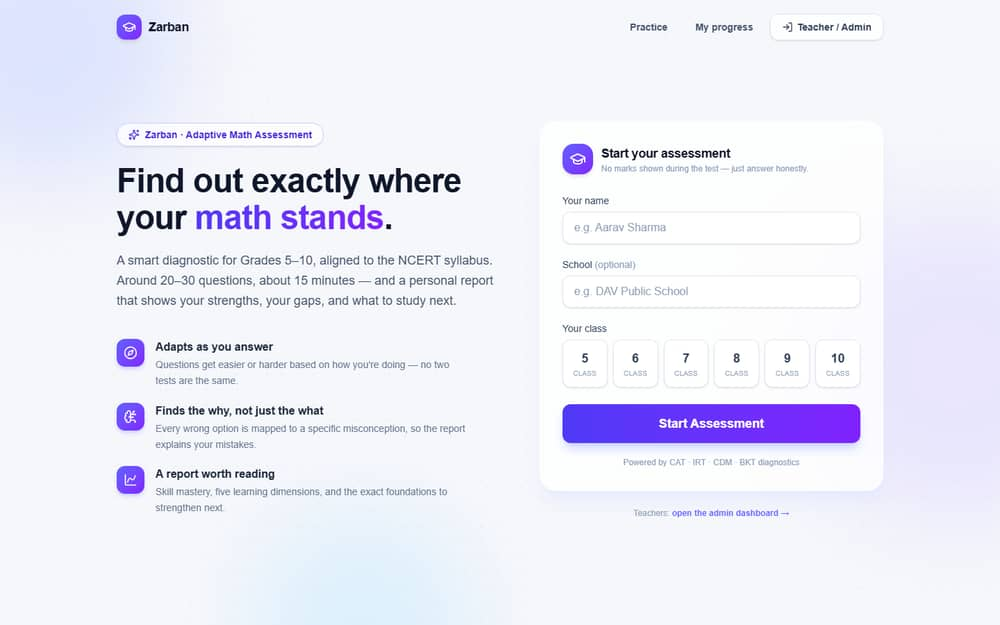 Zarban
Practice
My progress
Teacher / Admin
Zarban · Adaptive Math Assessment
Find out exactly where
your math stands.
A smart diagnostic for Grades 5–10, aligned to the NCERT syllabus.
Around 20–30 questions, about 15 minutes — and a personal report
that shows your strengths, your gaps, and what to study next.
Adapts as you answer
Questions get easier or harder based on how you're doing — no two
tests are the same.
Finds the why, not just the what
Every wrong option is mapped to a specific misconception, so the report
explains your mistakes.
A report worth reading
Skill mastery, five learning dimensions, and the exact foundations to
strengthen next.
Start your assessment
No marks shown during the test — just answer honestly.
Your name
e.g. Aarav Sharma
School (optional)
e.g. DAV Public School
Your class
5 6 7 8 9 10
CLASS CLASS CLASS CLASS CLASS CLASS
Start Assessment
Powered by CAT · IRT · CDM · BKT diagnostics
Teachers: open the admin dashboard →